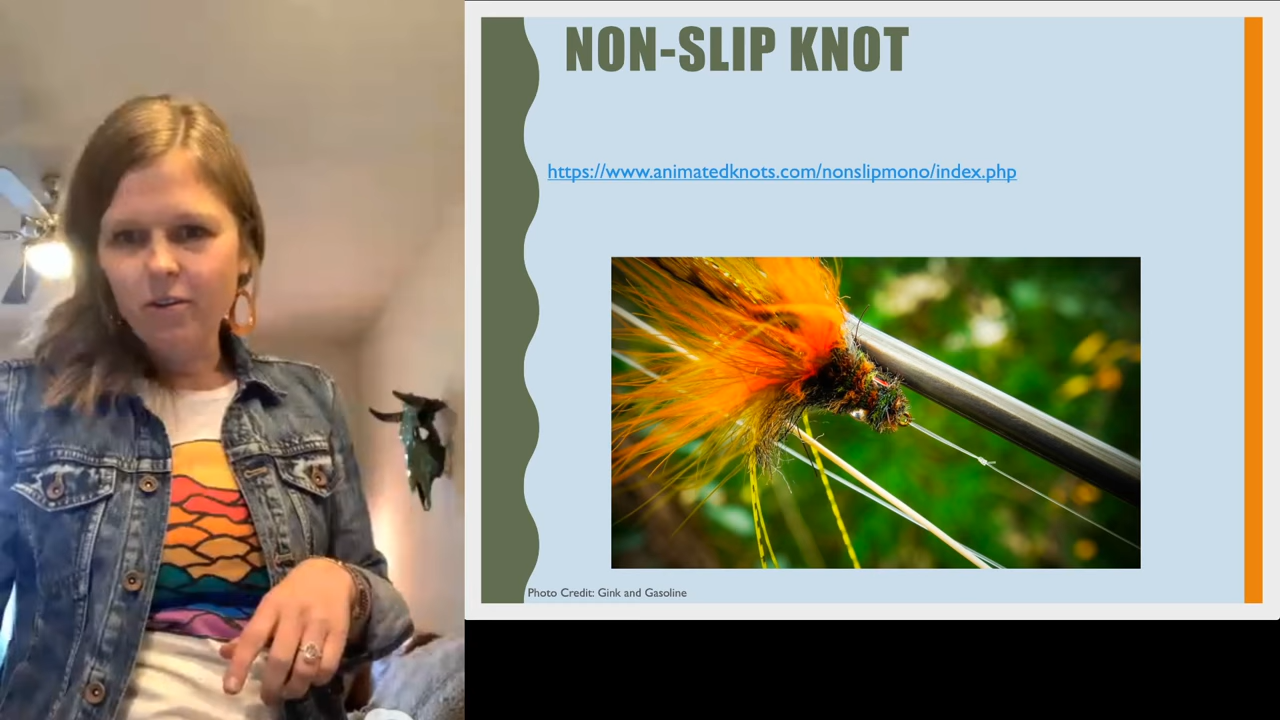 NON-SLIP KNOT
https://www.animatedknots.com/nonslipmono/index.php
Photo Credit: Gink and Gasoline